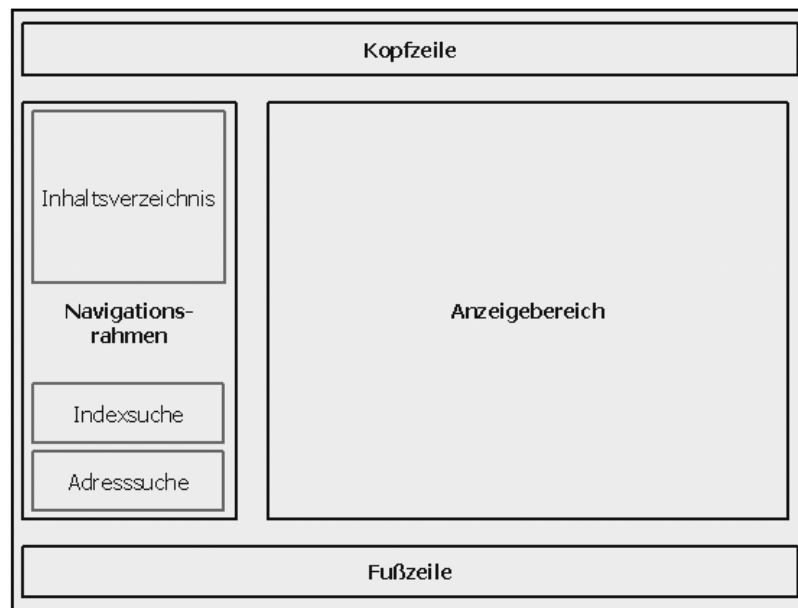 Kopfzeile
Inhaltsverzeichnis
Navigations-
rahmen
Indexsuche
Adresssuche
Anzeigebereich
Fußzeile